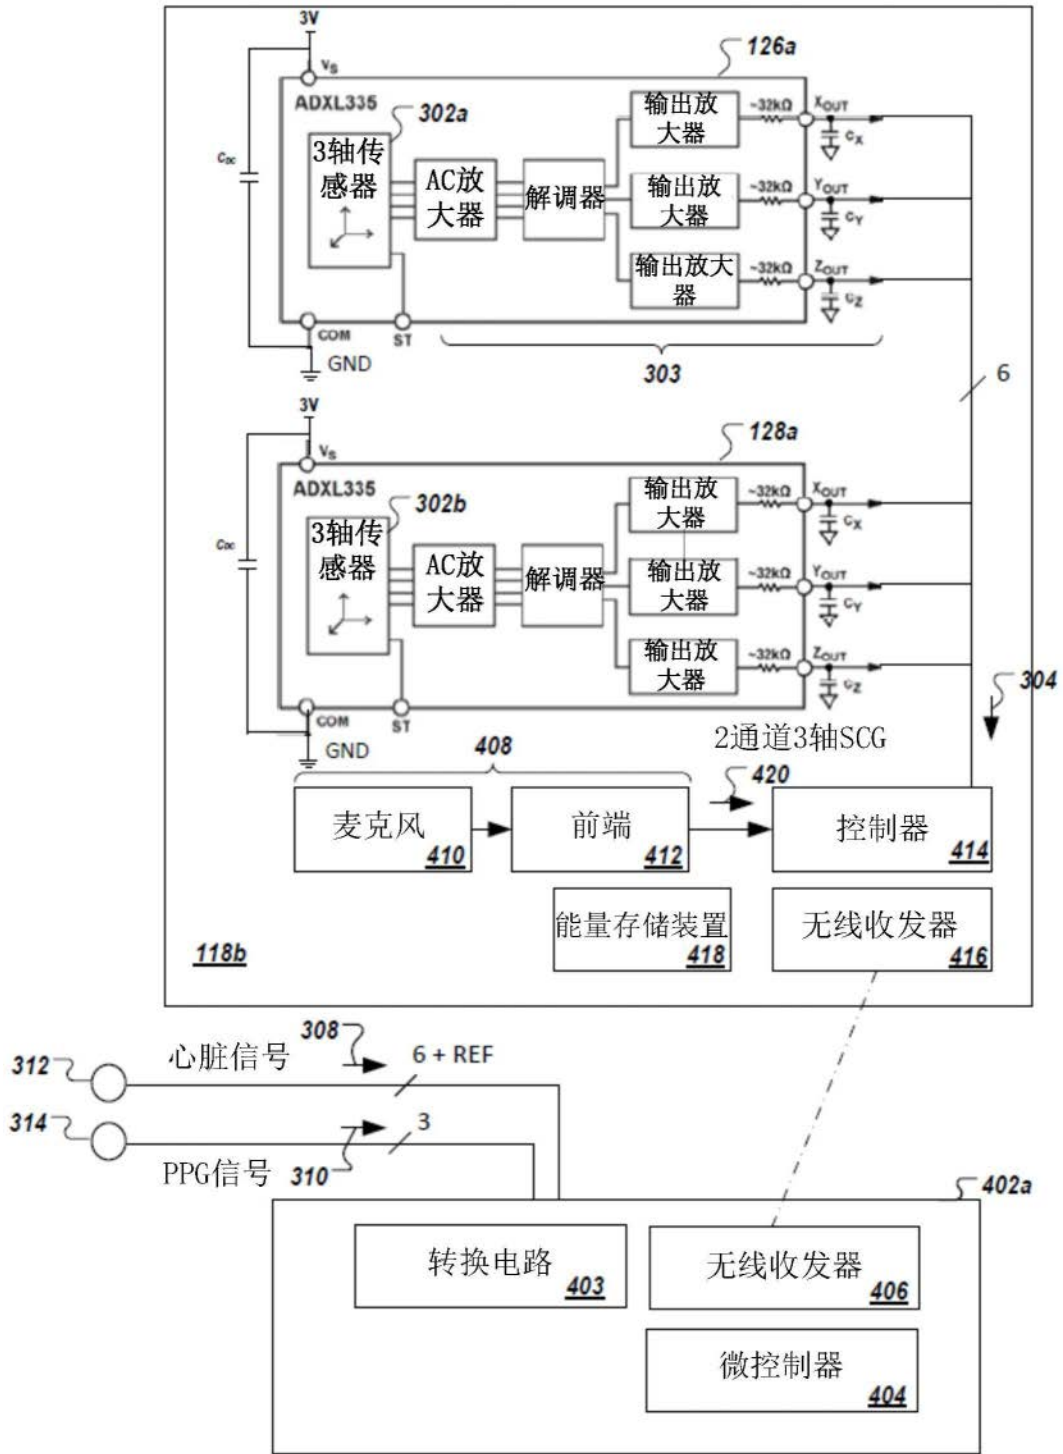 3V
Vs
126a
ADXL335
302a
3轴传
感器
AC放
大器
解调器
输出放
大器
~32kΩ
XOUT
CX
输出放
大器
~32kΩ
YOUT
CY
输出放大
器
~32kΩ
ZOUT
CZ
CDC
COM
ST
GND
303
6
3V
Vs
128a
ADXL335
302b
3轴传
感器
AC放
大器
解调器
输出放
大器
~32kΩ
XOUT
CX
输出放
大器
~32kΩ
YOUT
CY
输出放
大器
~32kΩ
ZOUT
CZ
CDC
COM
ST
GND
304
2通道3轴SCG
408
420
麦克风
410
前端
412
控制器
414
能量存储装置
418
无线收发器
416
118b
308
312
心脏信号
6 + REF
314
3
PPG信号
310
402a
转换电路
403
无线收发器
406
微控制器
404